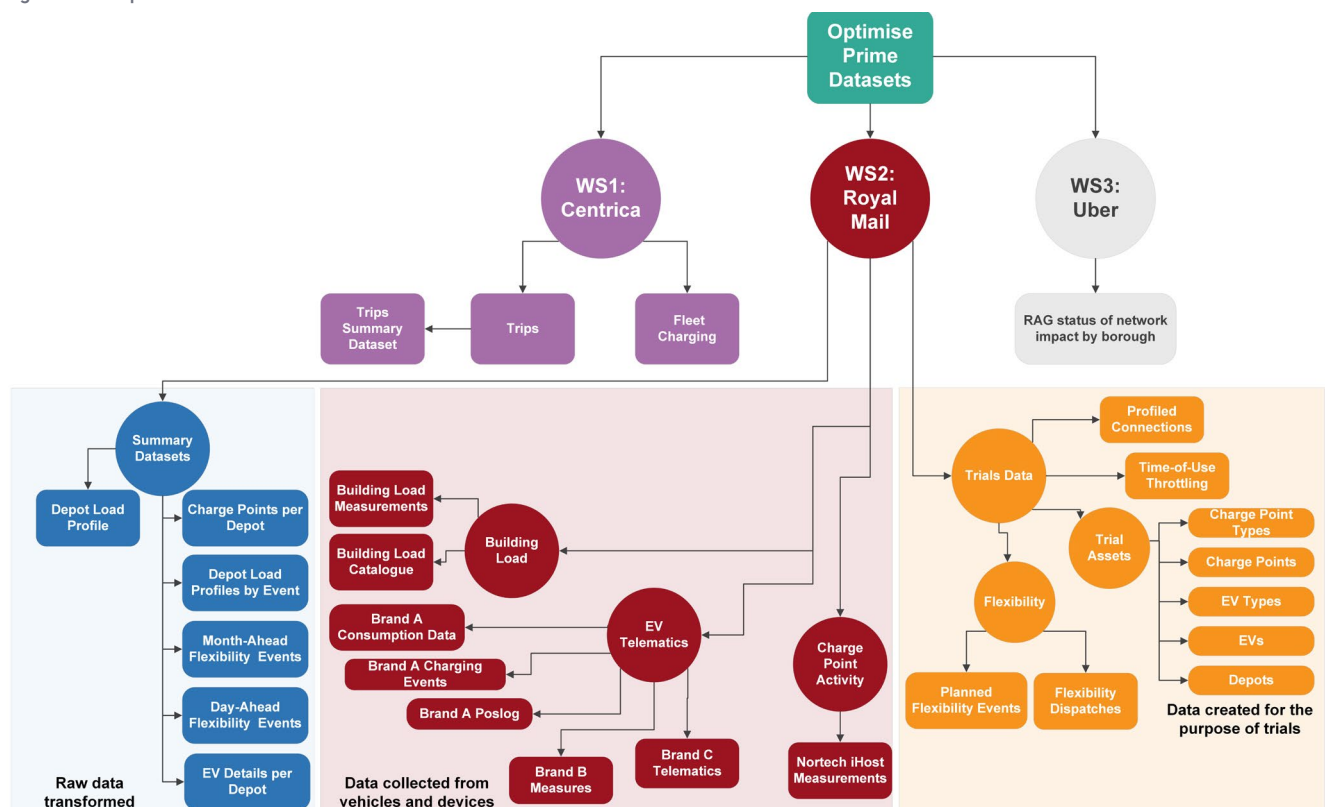 Optimise
Prime
Datasets
WS1:
Centrica
WS2:
Royal
Mail
WS3:
Uber
Trips
Summary
Dataset
Trips
Fleet
Charging
RAG status of network
impact by borough
Summary
Datasets
Depot Load
Profile
Charge Points per
Depot
Depot Load
Profiles by Event
Month-Ahead
Flexibility Events
Day-Ahead
Flexibility Events
EV Details per
Depot
Raw data
transformed
Building Load
Measurements
Building Load
Catalogue
Building
Load
Brand A
Consumption Data
Brand A Charging
Events
Brand A Poslog
Brand B
Measures
Brand C
Telematics
EV
Telematics
Charge
Point
Activity
Nortech iHost
Measurements
Data collected from
vehicles and devices
Trials Data
Profiled
Connections
Time-of-Use
Throttling
Trial
Assets
Charge Point
Types
Charge Points
EV Types
EVs
Depots
Flexibility
Planned
Flexibility Events
Flexibility
Dispatches
Data created for the
purpose of trials